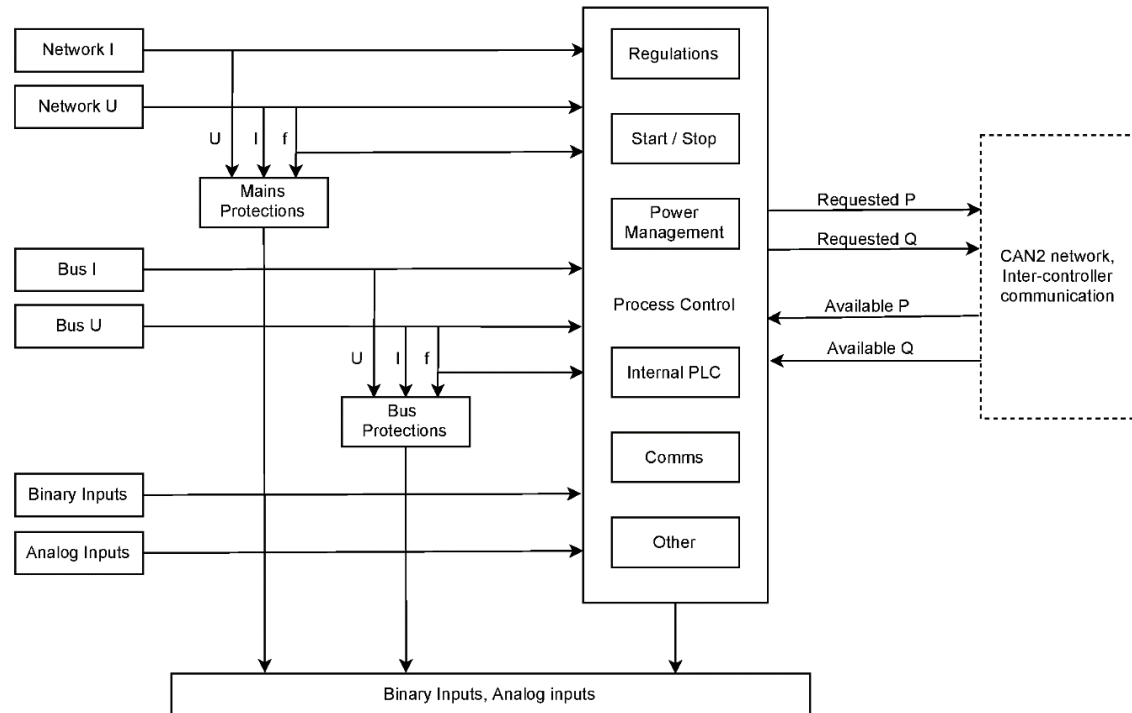 Network I
Network U
U
I
f
Mains
Protections
Bus I
Bus U
U
I
f
Bus
Protections
Binary Inputs
Analog Inputs
Regulations
Start / Stop
Power
Management
Process Control
Internal PLC
Comms
Other
Requested P
Requested Q
Available P
Available Q
CAN2 network,
Inter-controller
communication
Binary Inputs, Analog inputs